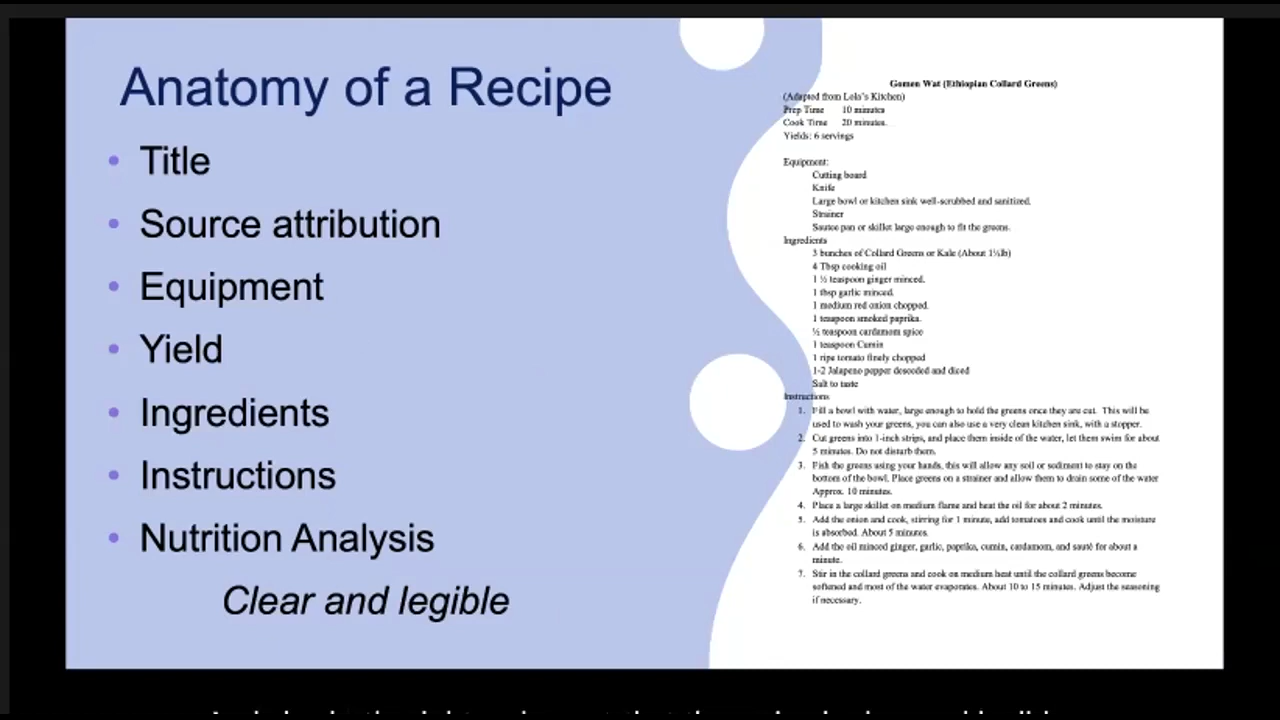 Anatomy of a Recipe
• Title
• Source attribution
• Equipment
• Yield
• Ingredients
• Instructions
• Nutrition Analysis
Clear and legible
Gomen Wat (Ethiopian Collard Greens)
(Adapted from Lola's Kitchen)
Prep Time 10 minutes
Cook Time 20 minutes.
Yields: 6 servings
Equipment:
Cutting board
Knife
Large bowl or kitchen sink well-scrubbed and sanitized.
Strainer
Sautee pan or skillet large enough to fit the greens.
Ingredients
3 bunches of Collard Greens or Kale (About 1½lb)
4 Tbsp cooking oil
1 ½ teaspoon ginger minced.
1 tbsp garlic minced.
1 medium red onion chopped.
1 teaspoon smoked paprika.
½ teaspoon cardamom spice
1 teaspoon Cumin
1 ripe tomato finely chopped
1-2 Jalapeno pepper deseeded and diced
Salt to taste
Instructions
1. Fill a bowl with water, large enough to hold the greens once they are cut. This will be
used to wash your greens, you can also use a very clean kitchen sink, with a stopper.
2. Cut greens into 1-inch strips, and place them inside of the water, let them swim for about
5 minutes. Do not disturb them.
3. Fish the greens using your hands, this will allow any soil or sediment to stay on the
bottom of the bowl. Place greens on a strainer and allow them to drain some of the water
Approx. 10 minutes.
4. Place a large skillet on medium flame and heat the oil for about 2 minutes.
5. Add the onion and cook, stirring for 1 minute, add tomatoes and cook until the moisture
is absorbed. About 5 minutes.
6. Add the oil minced ginger, garlic, paprika, cumin, cardamom, and sauté for about a
minute.
7. Stir in the collard greens and cook on medium heat until the collard greens become
softened and most of the water evaporates. About 10 to 15 minutes. Adjust the seasoning
if necessary.